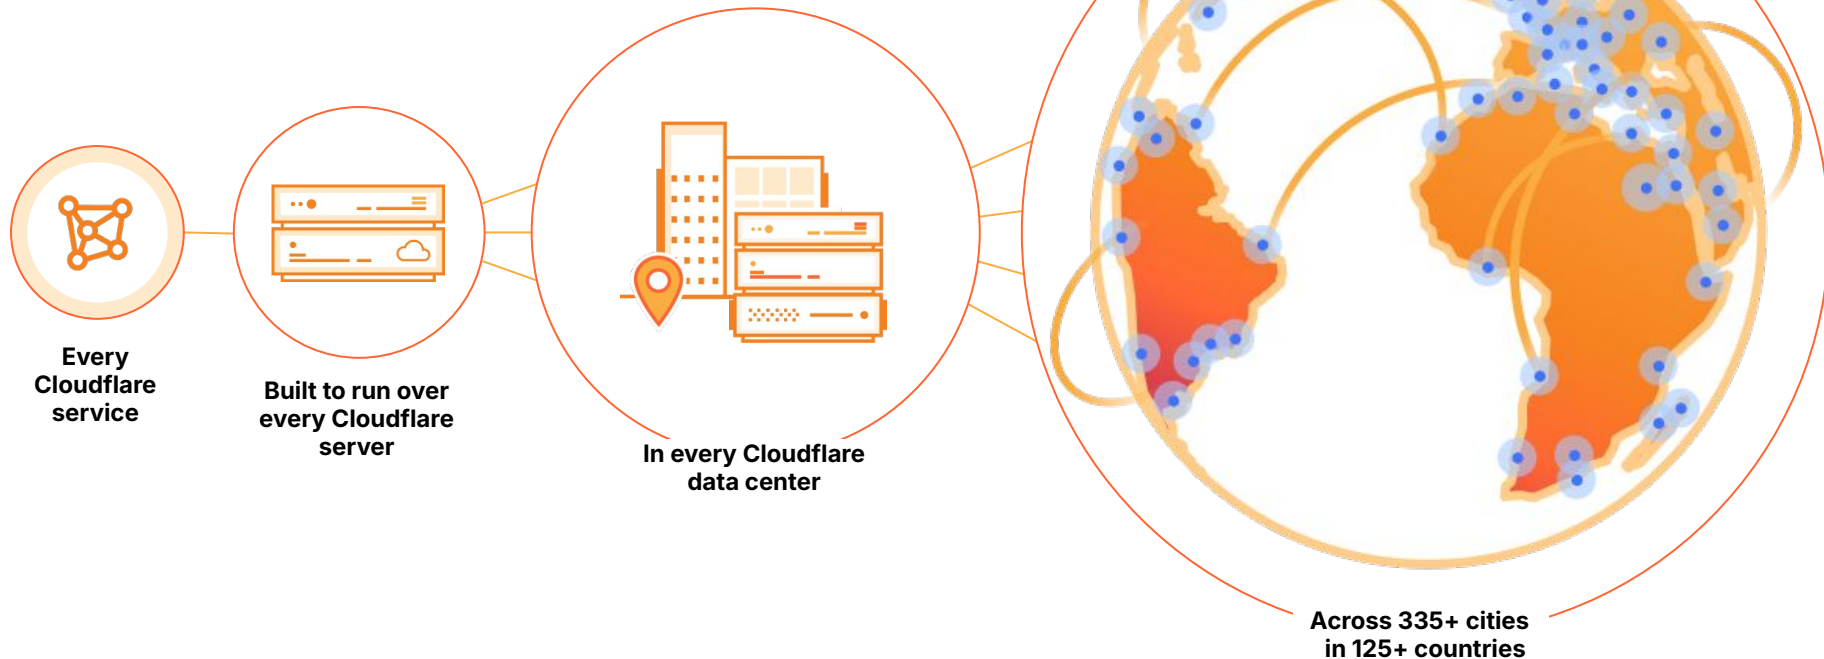 Every
Cloudflare
service
Built to run over
every Cloudflare
server
In every Cloudflare
data center
Across 335+ cities
in 125+ countries